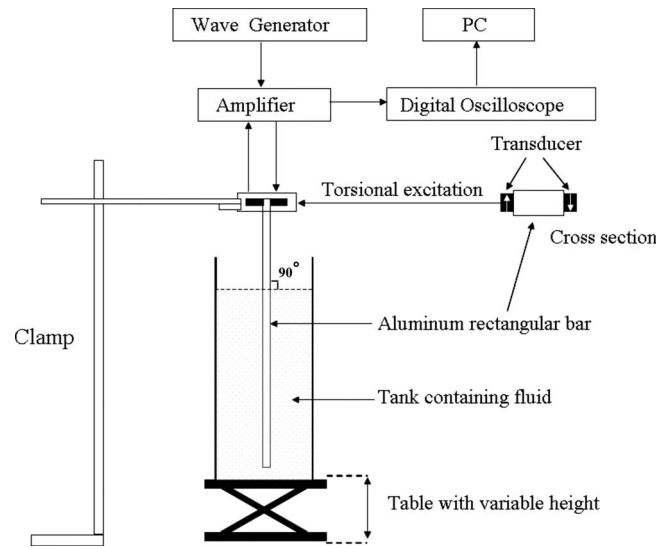 Wave Generator
PC
Amplifier
Digital Oscilloscope
Transducer
Torsional excitation
Cross section
90°
Clamp
Aluminum rectangular bar
Tank containing fluid
Table with variable height